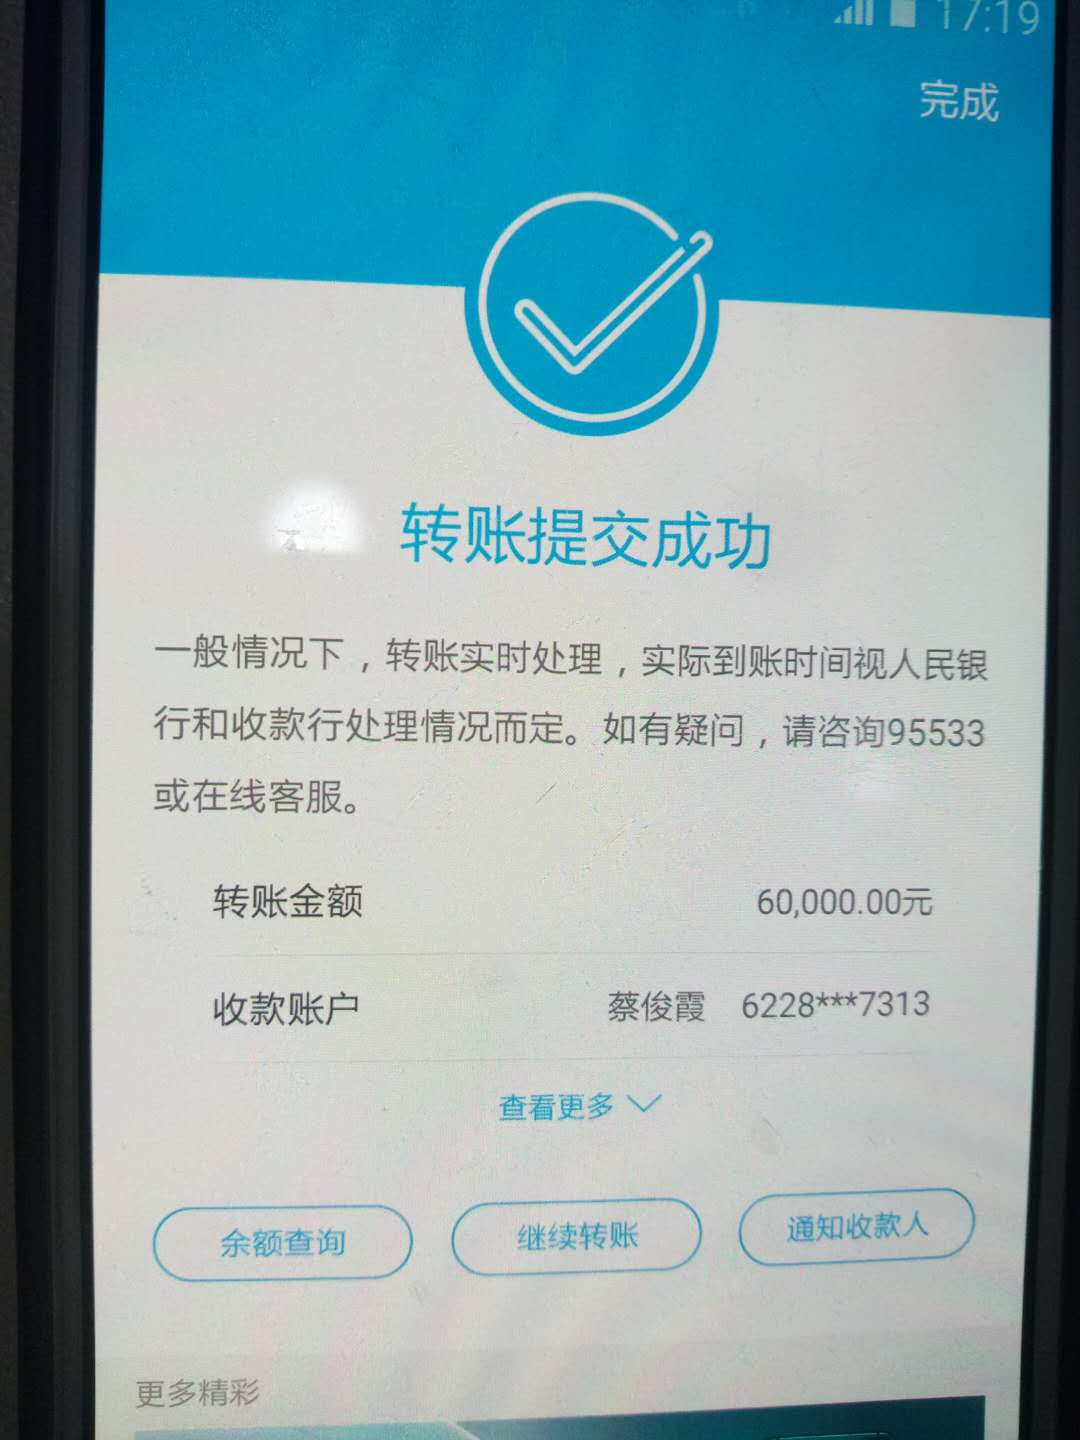 17:19
完成
转账提交成功
一般情况下，转账实时处理，实际到账时间视人民银
行和收款行处理情况而定。如有疑问，请咨询95533
或在线客服。
转账金额 60,000.00元
收款账户 蔡俊霞 6228***7313
查看更多
余额查询 继续转账 通知收款人
更多精彩